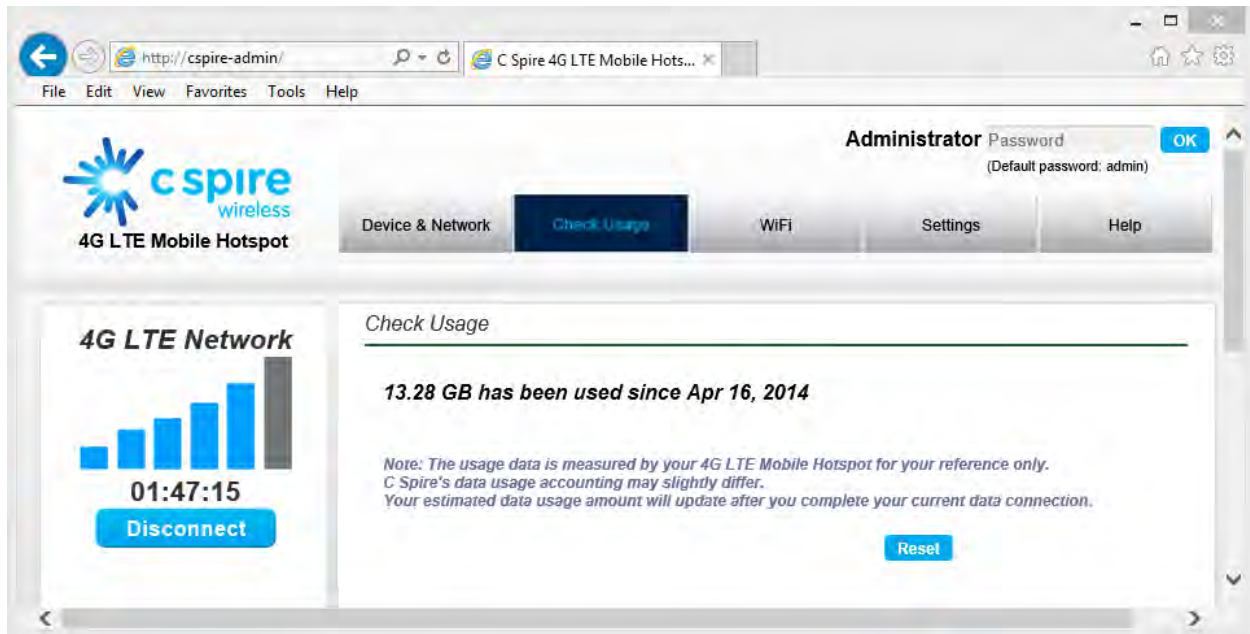 http://cspire-admin/
C Spire 4G LTE Mobile Hots...
File Edit View Favorites Tools Help
c spire
wireless
4G LTE Mobile Hotspot
Administrator Password OK
(Default password: admin)
Device & Network Check Usage WiFi Settings Help
4G LTE Network
01:47:15
Disconnect
Check Usage
13.28 GB has been used since Apr 16, 2014
Note: The usage data is measured by your 4G LTE Mobile Hotspot for your reference only.
C Spire's data usage accounting may slightly differ.
Your estimated data usage amount will update after you complete your current data connection.
Reset